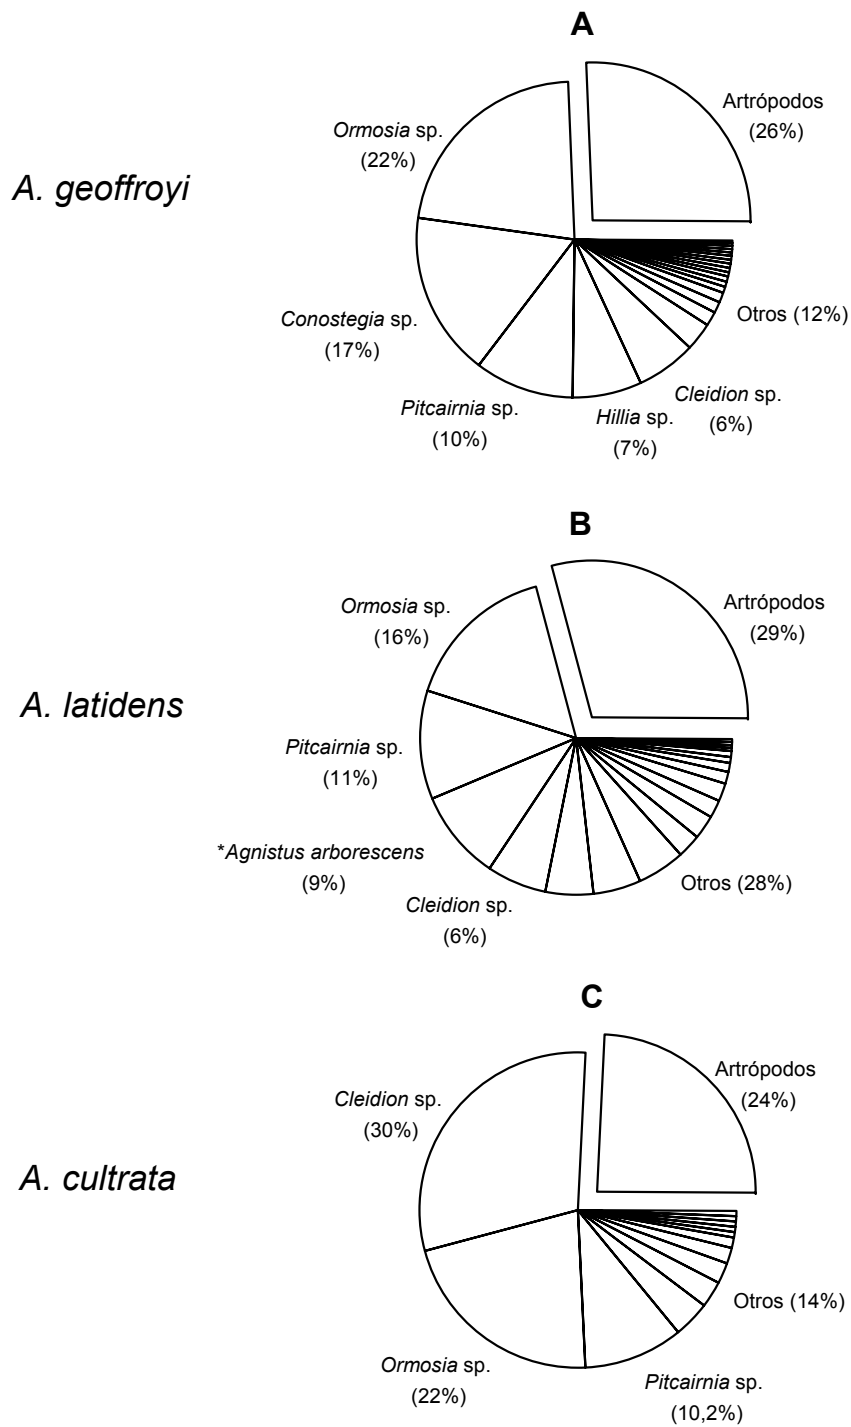 A
Artrópodos
(26%)
Ormosia sp.
(22%)
A. geoffroyi
Conostegia sp.
(17%)
Otros (12%)
Pitcairnia sp.
(10%)
Hillia sp.
(7%)
Cleidion sp.
(6%)
B
Artrópodos
(29%)
Ormosia sp.
(16%)
A. latidens
Pitcairnia sp.
(11%)
*Agnistus arborescens
(9%)
Otros (28%)
Cleidion sp.
(6%)
C
Artrópodos
(24%)
Cleidion sp.
(30%)
A. cultrata
Otros (14%)
Ormosia sp.
(22%)
Pitcairnia sp.
(10,2%)